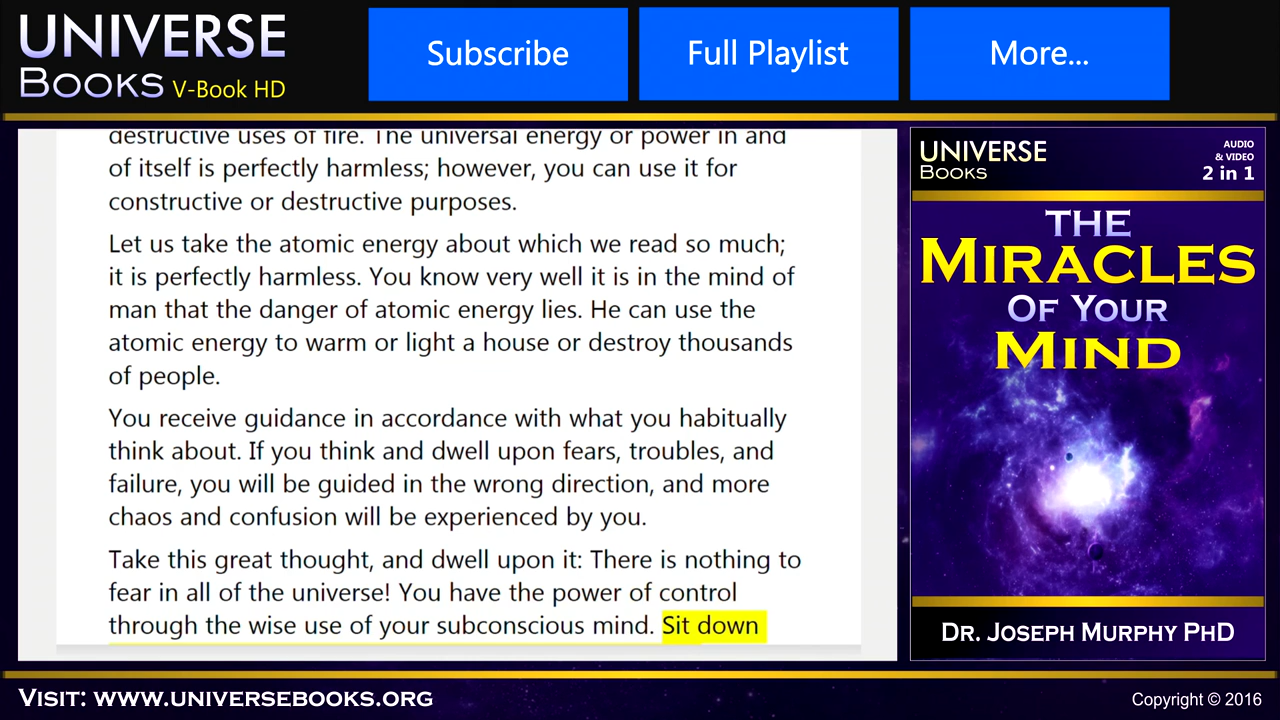 UNIVERSE
BOOKS V-Book HD
Subscribe
Full Playlist
More...
destructive uses of fire. The universal energy or power in and
of itself is perfectly harmless; however, you can use it for
constructive or destructive purposes.
Let us take the atomic energy about which we read so much;
it is perfectly harmless. You know very well it is in the mind of
man that the danger of atomic energy lies. He can use the
atomic energy to warm or light a house or destroy thousands
of people.
You receive guidance in accordance with what you habitually
think about. If you think and dwell upon fears, troubles, and
failure, you will be guided in the wrong direction, and more
chaos and confusion will be experienced by you.
Take this great thought, and dwell upon it: There is nothing to
fear in all of the universe! You have the power of control
through the wise use of your subconscious mind. Sit down
UNIVERSE
BOOKS
AUDIO
& VIDEO
2 in 1
THE
MIRACLES
OF YOUR
MIND
DR. JOSEPH MURPHY PHD
VISIT: WWW.UNIVERSEBOOKS.ORG
Copyright © 2016